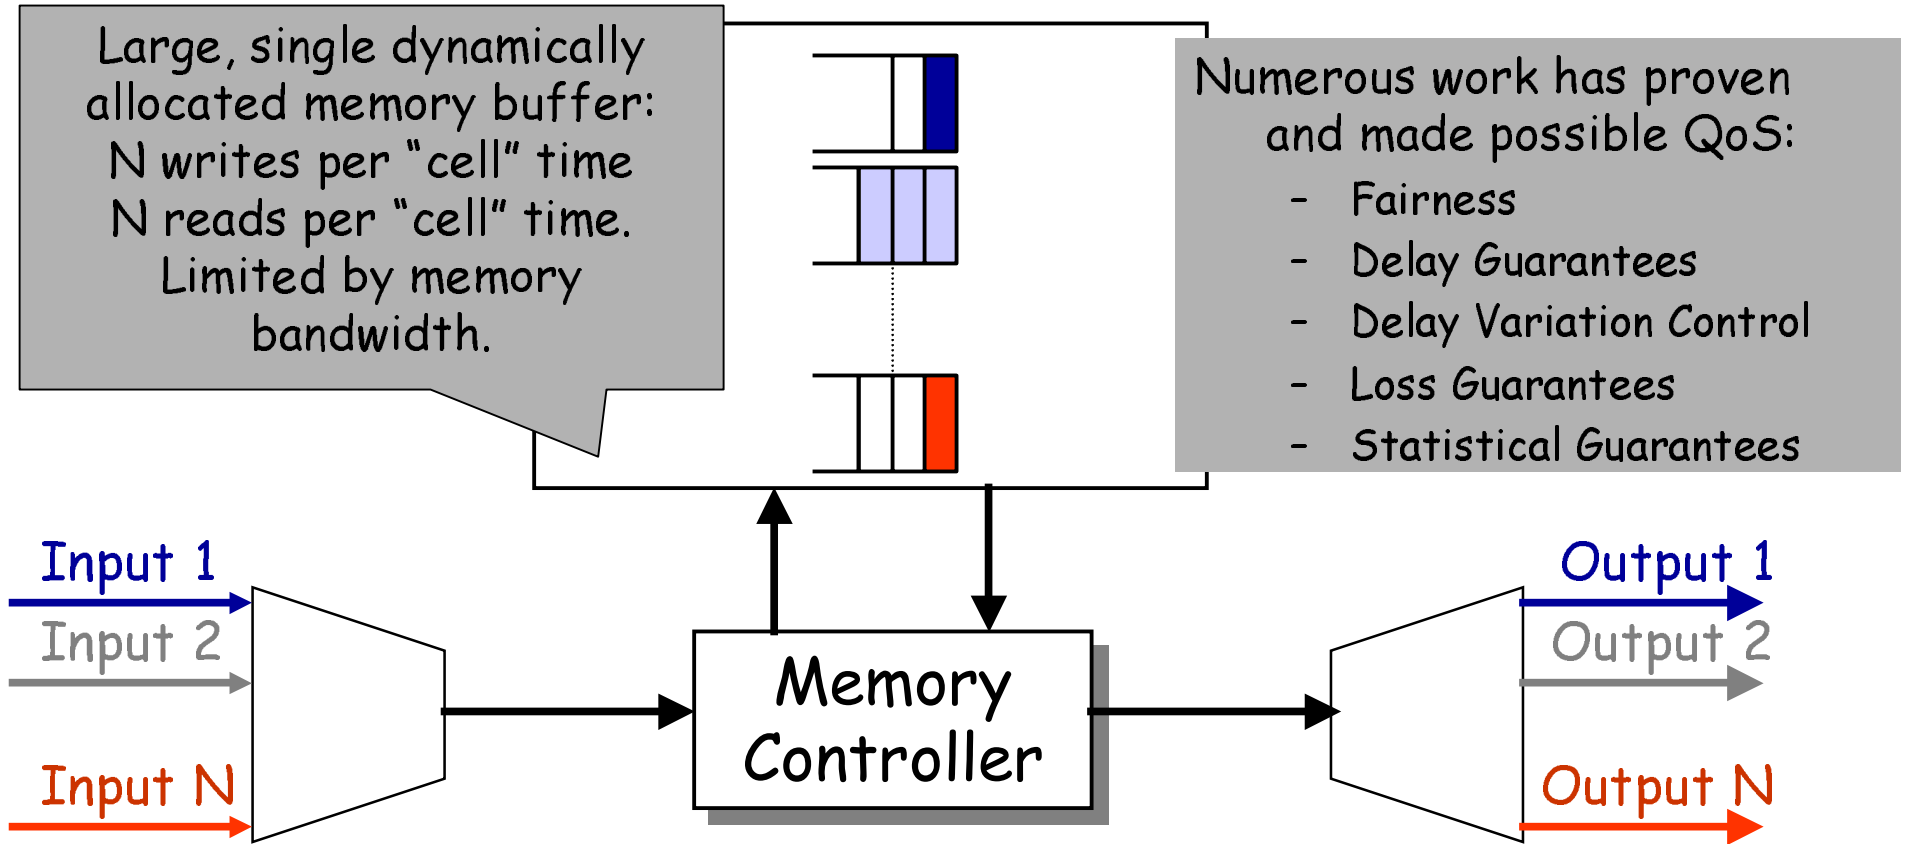 Large, single dynamically
allocated memory buffer:
N writes per “cell” time
N reads per “cell” time.
Limited by memory
bandwidth.
Numerous work has proven
and made possible QoS:
– Fairness
– Delay Guarantees
– Delay Variation Control
– Loss Guarantees
– Statistical Guarantees
Input 1
Input 2
Input N
Memory
Controller
Output 1
Output 2
Output N